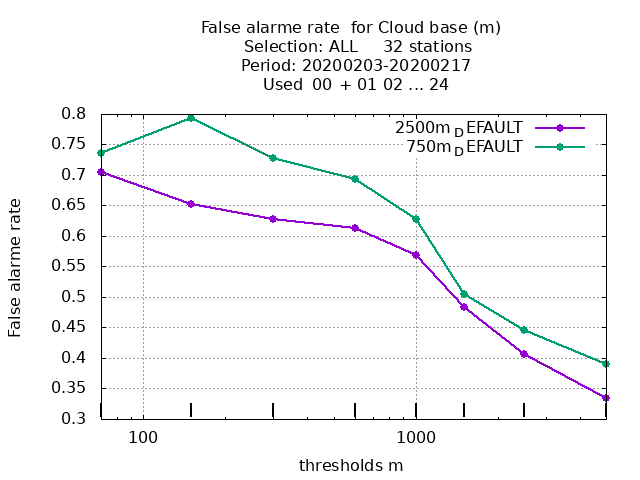 False alarme rate  for Cloud base (m)
Selection: ALL     32 stations
Period: 20200203-20200217
Used  00 + 01 02 ... 24
2500m_DEFAULT
750m_DEFAULT
0.8
0.75
0.7
0.65
0.6
0.55
0.5
0.45
0.4
0.35
0.3
False alarme rate
100
1000
thresholds m